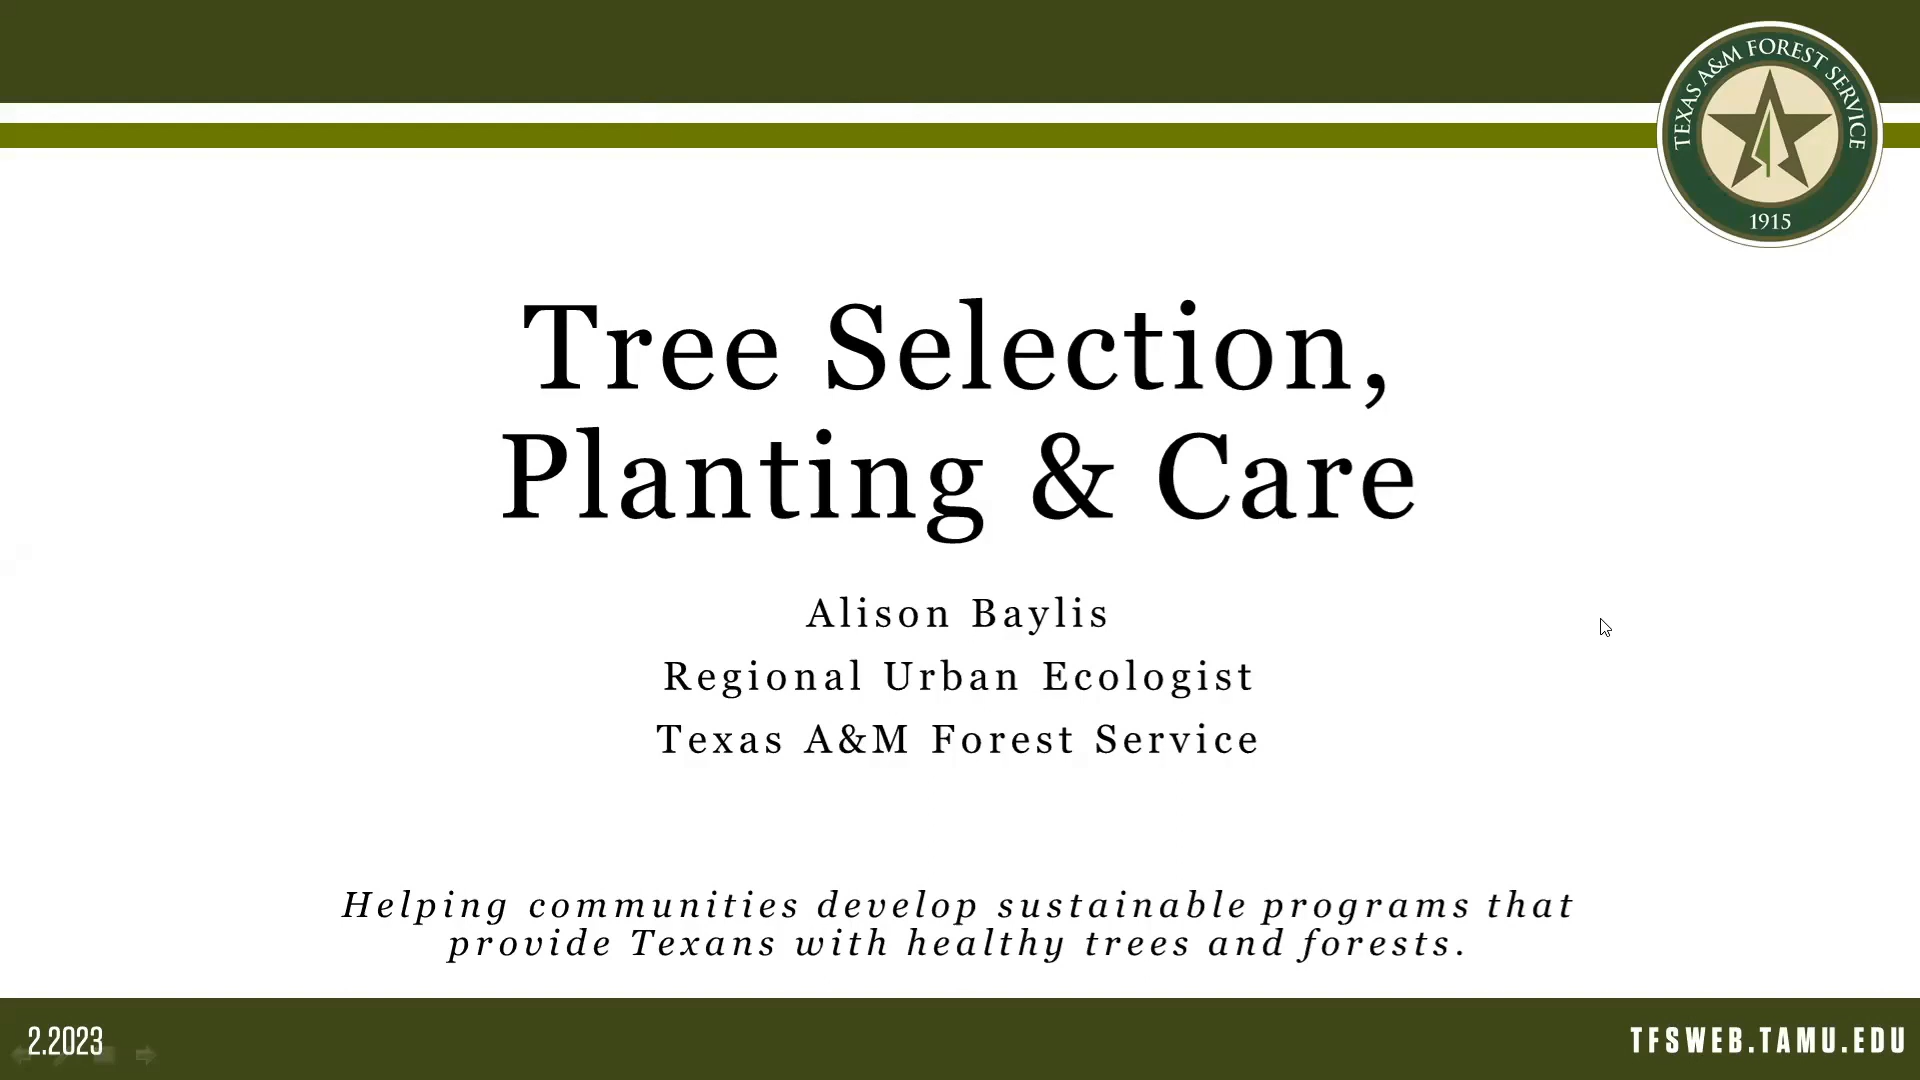 TEXAS A&M FOREST SERVICE
1915
Tree Selection,
Planting & Care
Alison Baylis
Regional Urban Ecologist
Texas A&M Forest Service
Helping communities develop sustainable programs that
provide Texans with healthy trees and forests.
2.2023
TFSWEB.TAMU.EDU